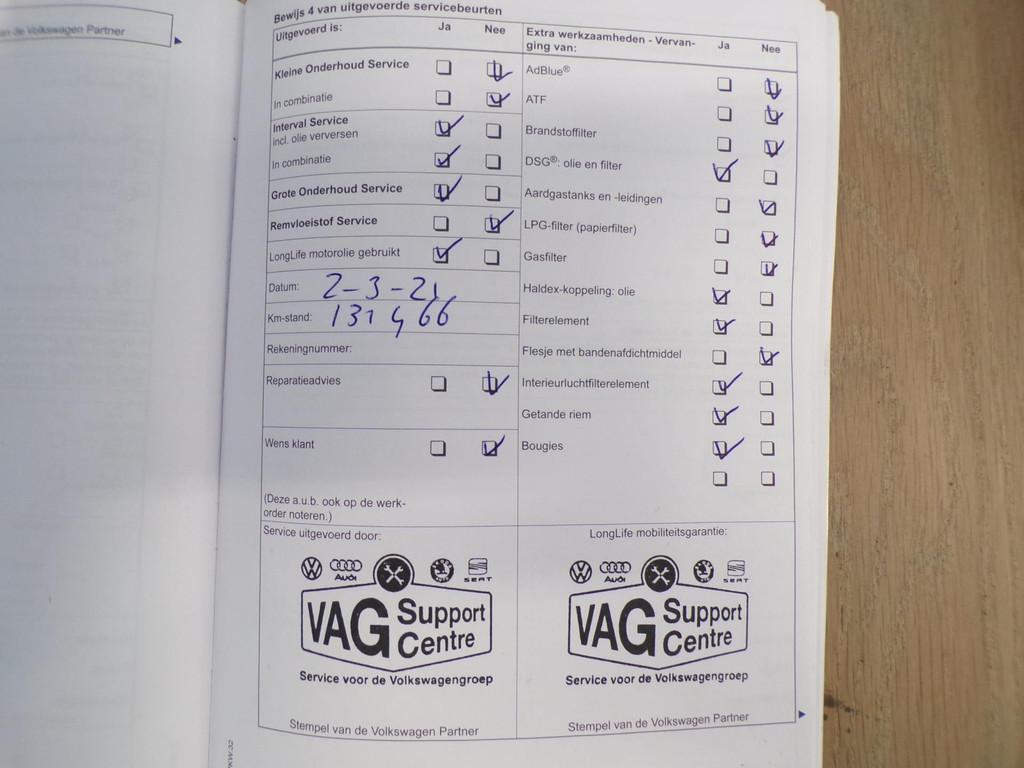 van de Volkswagen Partner
Bewijs 4 van uitgevoerde servicebeurten
Uitgevoerd is: Ja Nee
Kleine Onderhoud Service
In combinatie
Interval Service
incl. olie verversen
In combinatie
Grote Onderhoud Service
Remvloeistof Service
LongLife motorolie gebruikt
Datum: 2-3-21
Km-stand: 131466
Rekeningnummer:
Reparatieadvies
Wens klant
(Deze a.u.b. ook op de werk-
order noteren.)
Extra werkzaamheden - Vervan-
ging van: Ja Nee
AdBlue®
ATF
Brandstoffilter
DSG®: olie en filter
Aardgastanks en -leidingen
LPG-filter (papierfilter)
Gasfilter
Haldex-koppeling: olie
Filterelement
Flesje met bandenafdichtmiddel
Interieurluchtfilterelement
Getande riem
Bougies
Service uitgevoerd door:
Audi SEAT
VAG Support
Centre
Service voor de Volkswagengroep
Stempel van de Volkswagen Partner
LongLife mobiliteitsgarantie:
Audi SEAT
VAG Support
Centre
Service voor de Volkswagengroep
Stempel van de Volkswagen Partner